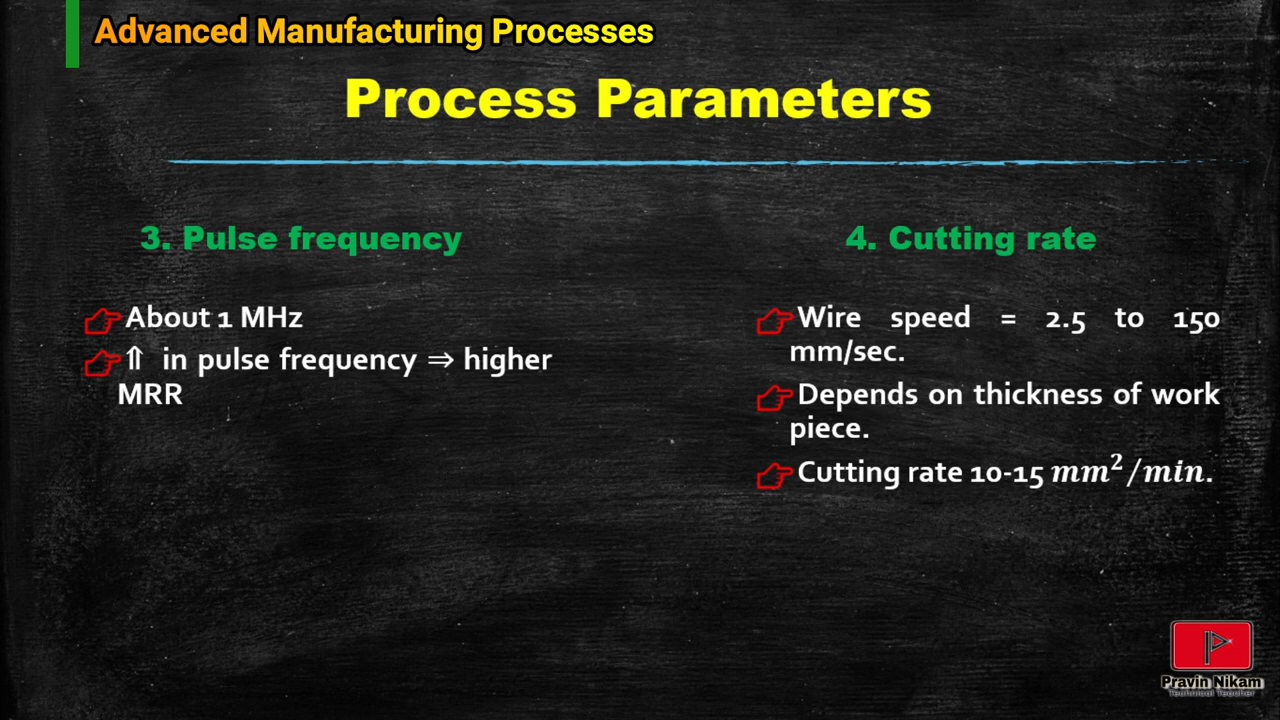 Advanced Manufacturing Processes
Process Parameters
3. Pulse frequency
About 1 MHz
⇑ in pulse frequency ⇒ higher
MRR
4. Cutting rate
Wire speed = 2.5 to 150
mm/sec.
Depends on thickness of work
piece.
Cutting rate 10-15 mm²/min.
Pravin Nikam
Technical Teacher